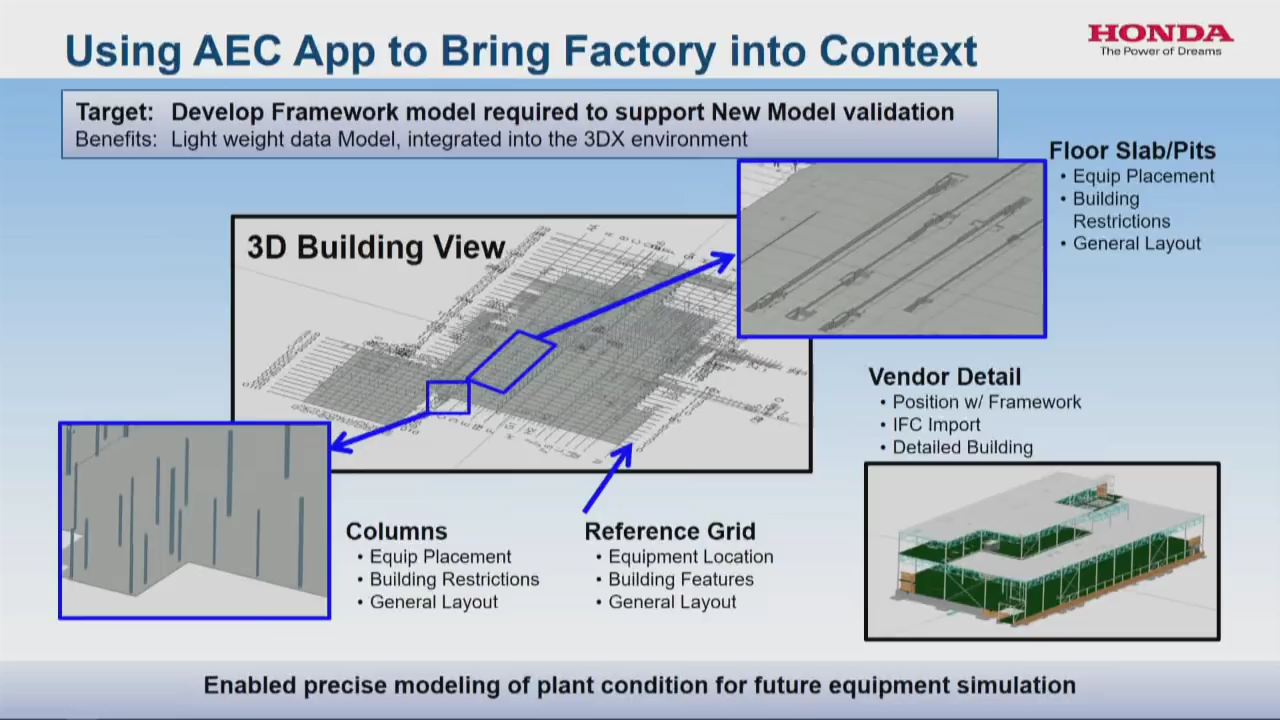 Using AEC App to Bring Factory into Context
HONDA
The Power of Dreams
Target: Develop Framework model required to support New Model validation
Benefits: Light weight data Model, integrated into the 3DX environment
Floor Slab/Pits
• Equip Placement
• Building
Restrictions
• General Layout
3D Building View
Vendor Detail
• Position w/ Framework
• IFC Import
• Detailed Building
Columns
• Equip Placement
• Building Restrictions
• General Layout
Reference Grid
• Equipment Location
• Building Features
• General Layout
Enabled precise modeling of plant condition for future equipment simulation